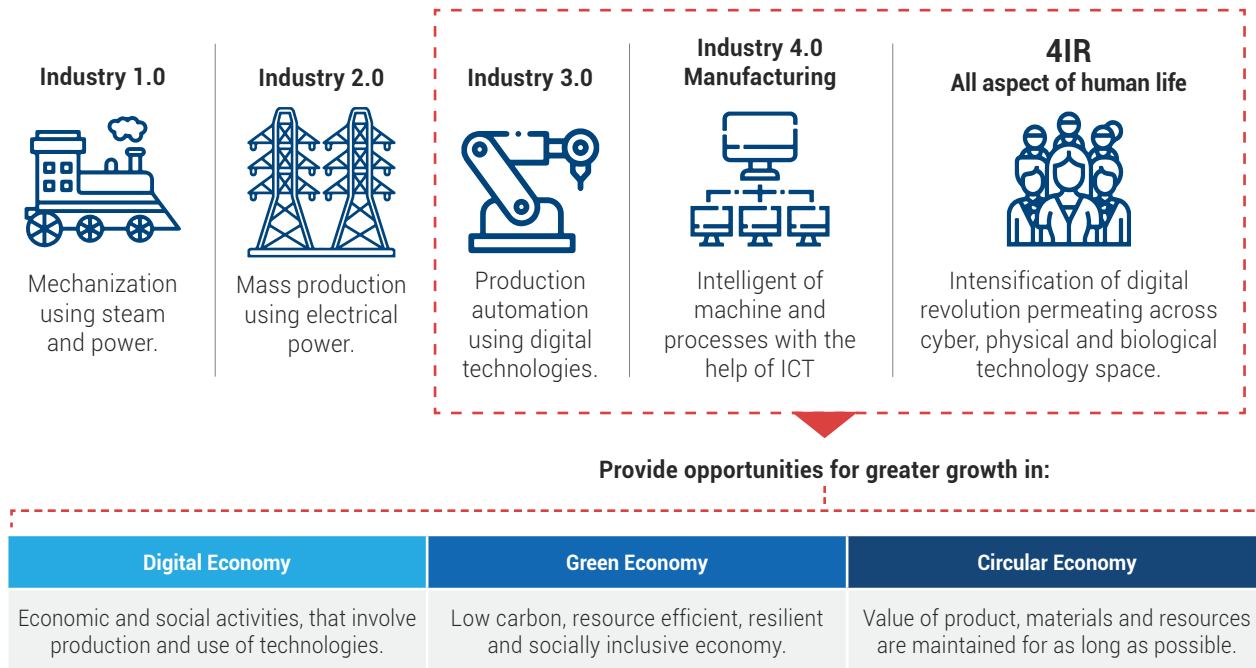 Industry 1.0
Mechanization
using steam
and power.
Industry 2.0
Mass production
using electrical
power.
Industry 3.0
Production
automation
using digital
technologies.
Industry 4.0
Manufacturing
Intelligent of
machine and
processes with the
help of ICT
4IR
All aspect of human life
Intensification of digital
revolution permeating across
cyber, physical and biological
technology space.
Provide opportunities for greater growth in:
Digital Economy
Economic and social activities, that involve
production and use of technologies.
Green Economy
Low carbon, resource efficient, resilient
and socially inclusive economy.
Circular Economy
Value of product, materials and resources
are maintained for as long as possible.